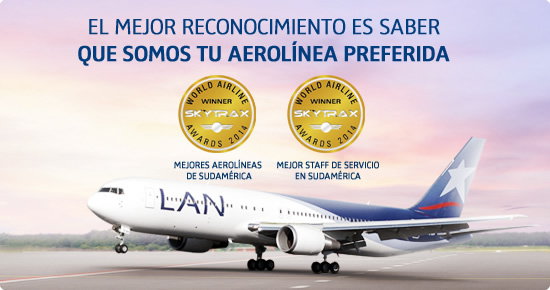 EL MEJOR RECONOCIMIENTO ES SABER
QUE SOMOS TU AEROLÍNEA PREFERIDA
WORLD AIRLINE
WINNER
SKYTRAX
AWARDS 2014
WORLD AIRLINE
WINNER
SKYTRAX
AWARDS 2014
MEJORES AEROLÍNEAS
DE SUDAMÉRICA
MEJOR STAFF DE SERVICIO
EN SUDAMÉRICA
LAN